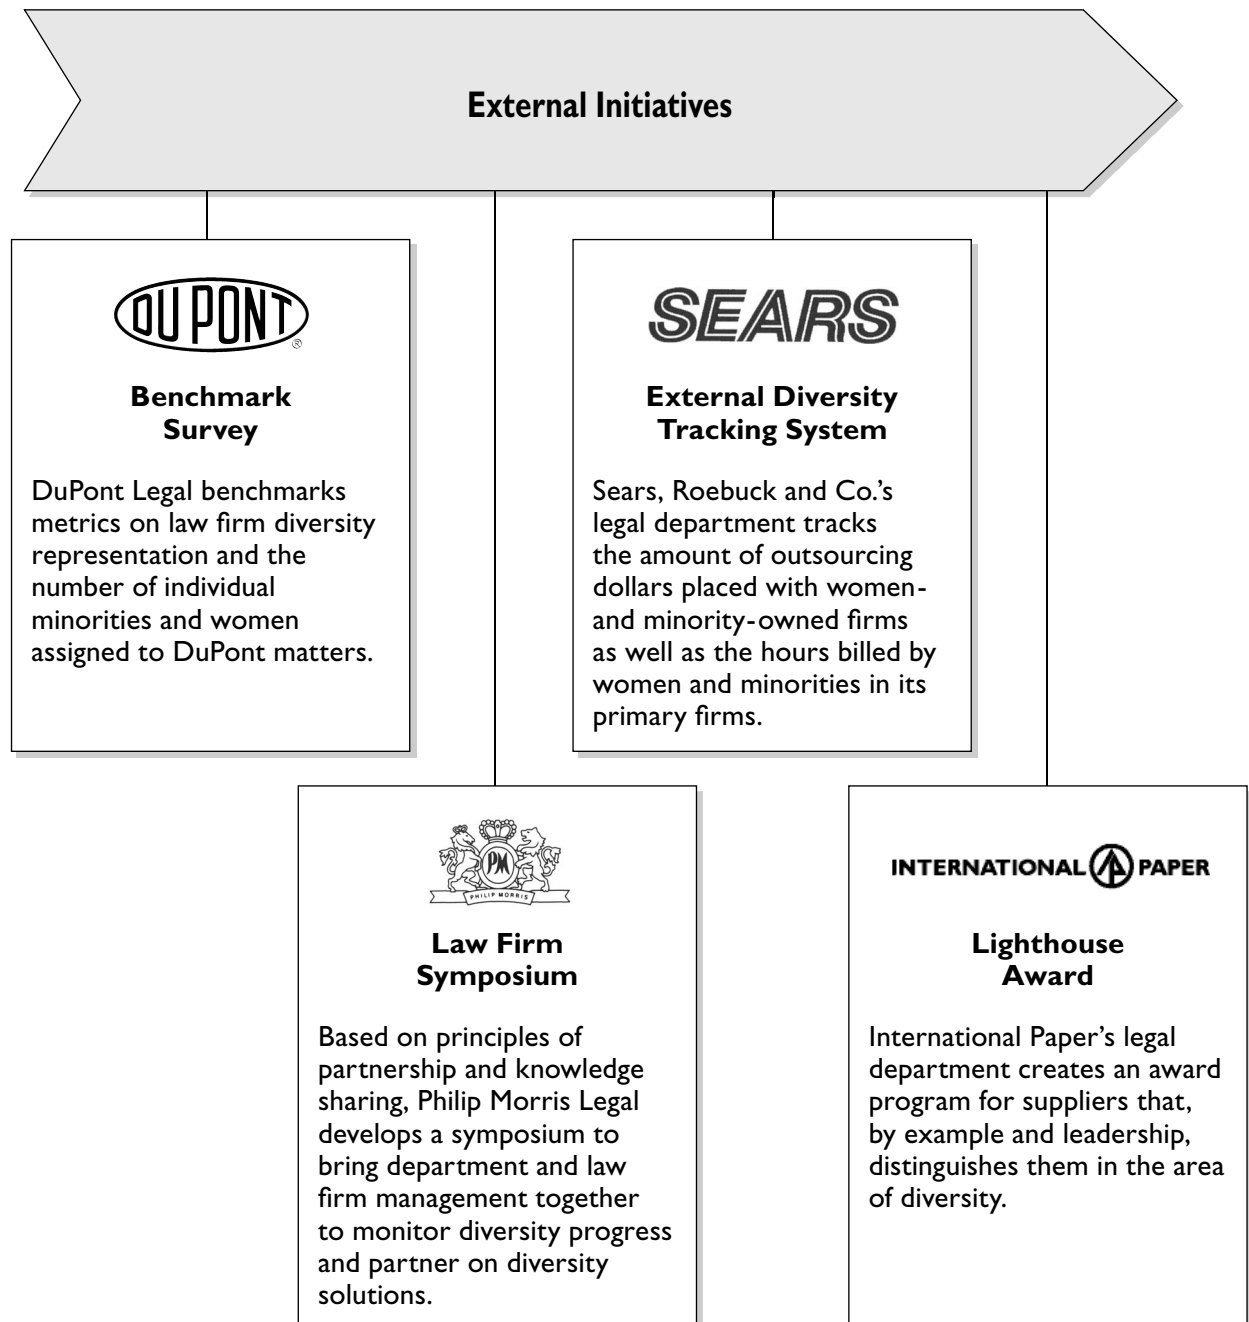 External Initiatives
DU PONT
®
Benchmark
Survey
DuPont Legal benchmarks
metrics on law firm diversity
representation and the
number of individual
minorities and women
assigned to DuPont matters.
SEARS
External Diversity
Tracking System
Sears, Roebuck and Co.’s
legal department tracks
the amount of outsourcing
dollars placed with women-
and minority-owned firms
as well as the hours billed by
women and minorities in its
primary firms.
PM
PHILIP MORRIS
Law Firm
Symposium
Based on principles of
partnership and knowledge
sharing, Philip Morris Legal
develops a symposium to
bring department and law
firm management together
to monitor diversity progress
and partner on diversity
solutions.
INTERNATIONAL PAPER
Lighthouse
Award
International Paper’s legal
department creates an award
program for suppliers that,
by example and leadership,
distinguishes them in the area
of diversity.